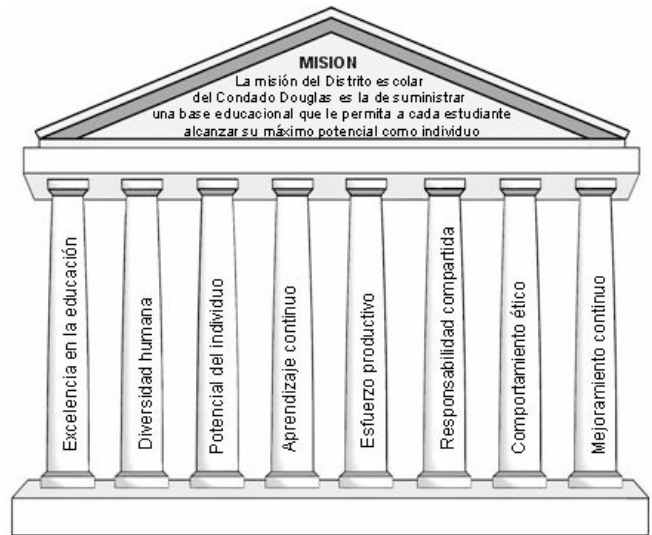 MISION
La misión del Distrito escolar
del Condado Douglas es la de suministrar
una base educacional que le permita a cada estudiante
alcanzar su máximo potencial como individuo
Excelencia en la educación
Diversidad humana
Potencial del individuo
Aprendizaje continuo
Esfuerzo productivo
Responsabilidad compartida
Comportamiento ético
Mejoramiento continuo